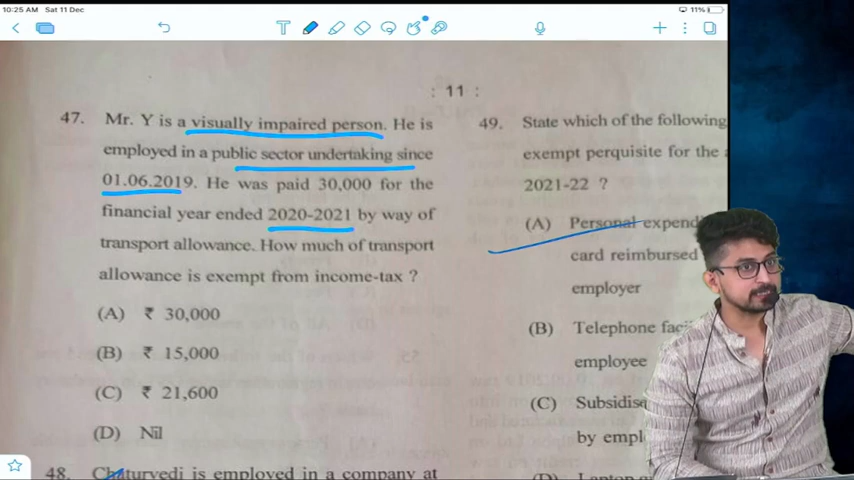 10:25 AM Sat 11 Dec
11%
: 11 :
47. Mr. Y is a visually impaired person. He is
employed in a public sector undertaking since
01.06.2019. He was paid 30,000 for the
financial year ended 2020-2021 by way of
transport allowance. How much of transport
allowance is exempt from income-tax ?
(A) ₹ 30,000
(B) ₹ 15,000
(C) ₹ 21,600
(D) Nil
48. Chaturvedi is employed in a company at
49. State which of the following
exempt perquisite for the
2021-22 ?
(A) Personal
card reimbursed
employer
(B) Telephone
employee
(C)
by
(D) Laptop